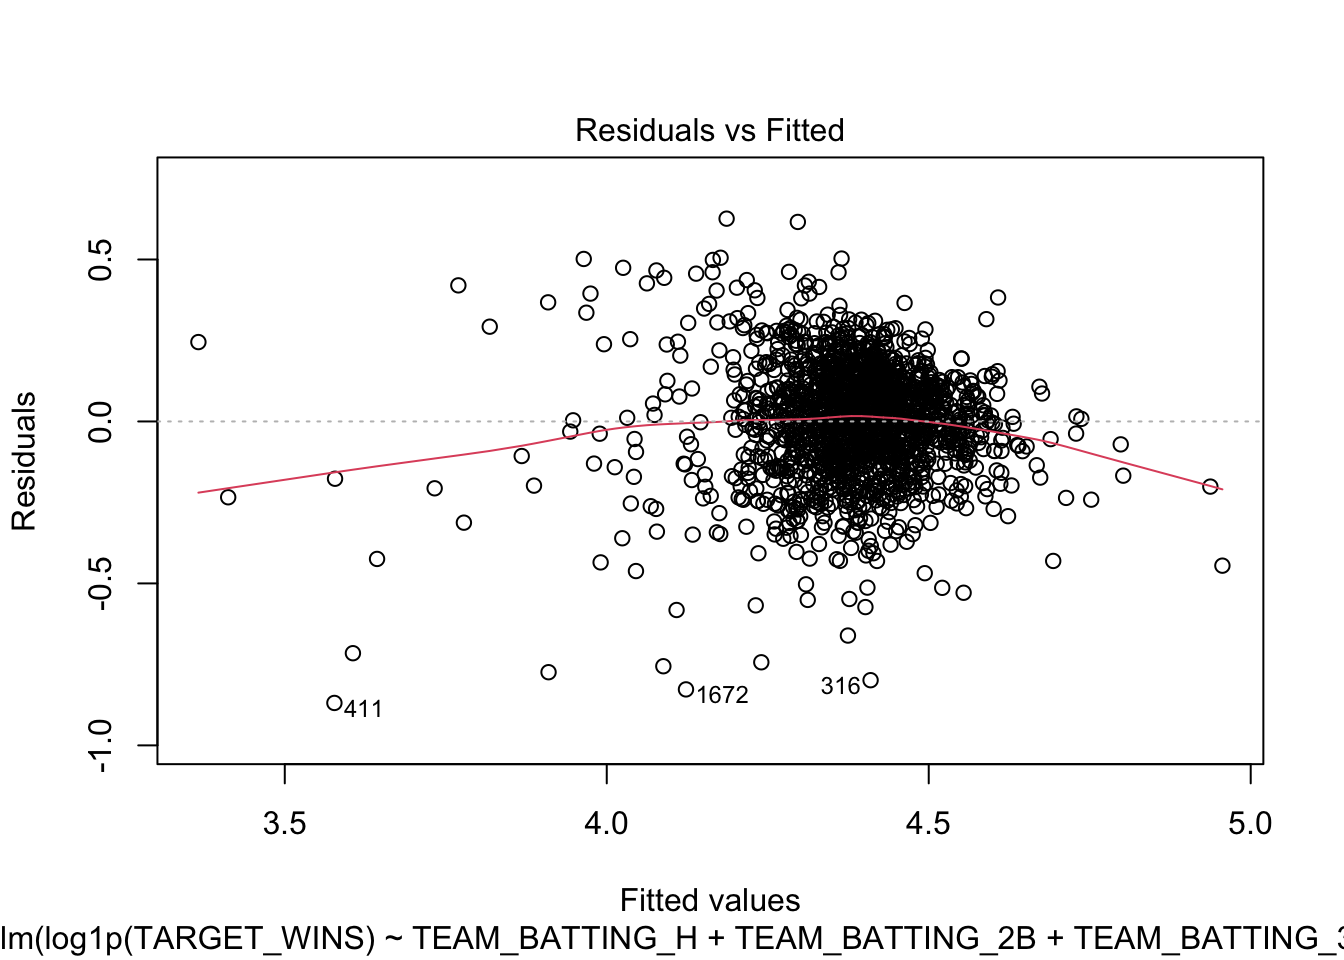 Residuals vs Fitted
Residuals
0.5
0.0
-0.5
-1.0
411
1672
316
3.5 4.0 4.5 5.0
Fitted values
lm(log1p(TARGET_WINS) ~ TEAM_BATTING_H + TEAM_BATTING_2B + TEAM_BATTING_3